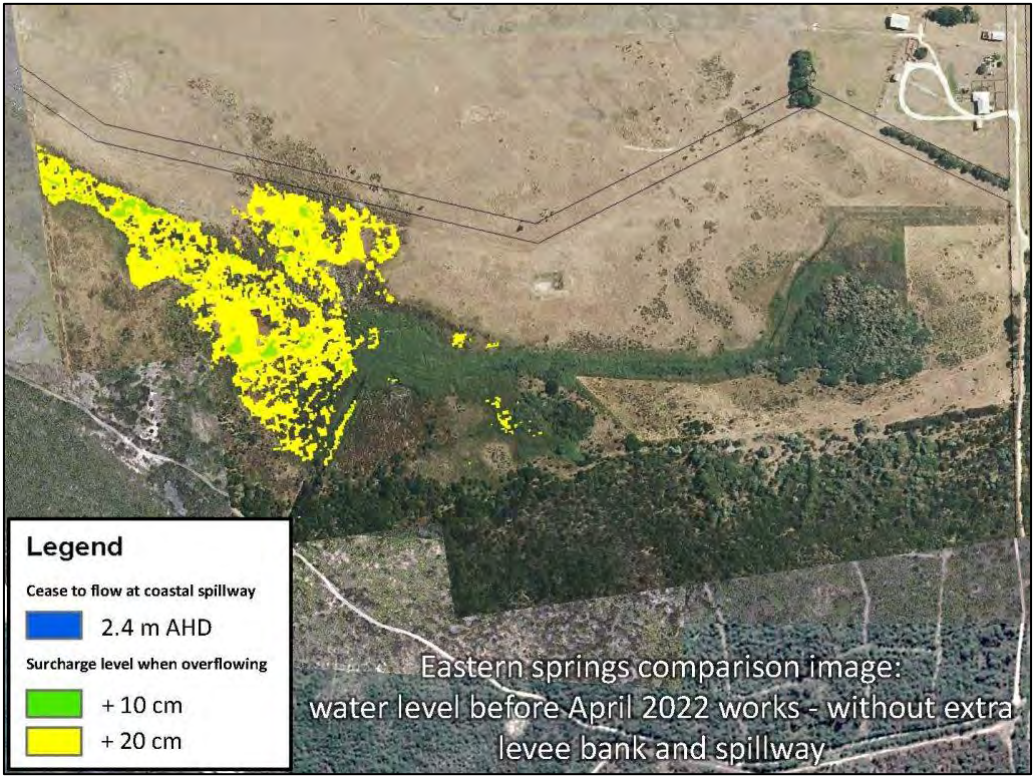 Legend
Cease to flow at coastal spillway
2.4 m AHD
Surcharge level when overflowing
+ 10 cm
+ 20 cm
Eastern springs comparison image:
water level before April 2022 works - without extra
levee bank and spillway